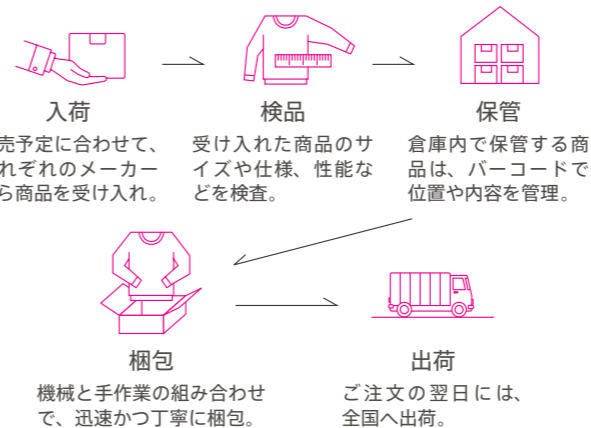 入荷
売予定に合わせて、
れぞれのメーカー
ら商品を受け入れ。
検品
受け入れた商品のサ
イズや仕様、性能な
どを検査。
保管
倉庫内で保管する商
品は、バーコードで
位置や内容を管理。
梱包
機械と手作業の組み合わせ
で、迅速かつ丁寧に梱包。
出荷
ご注文の翌日には、
全国へ出荷。